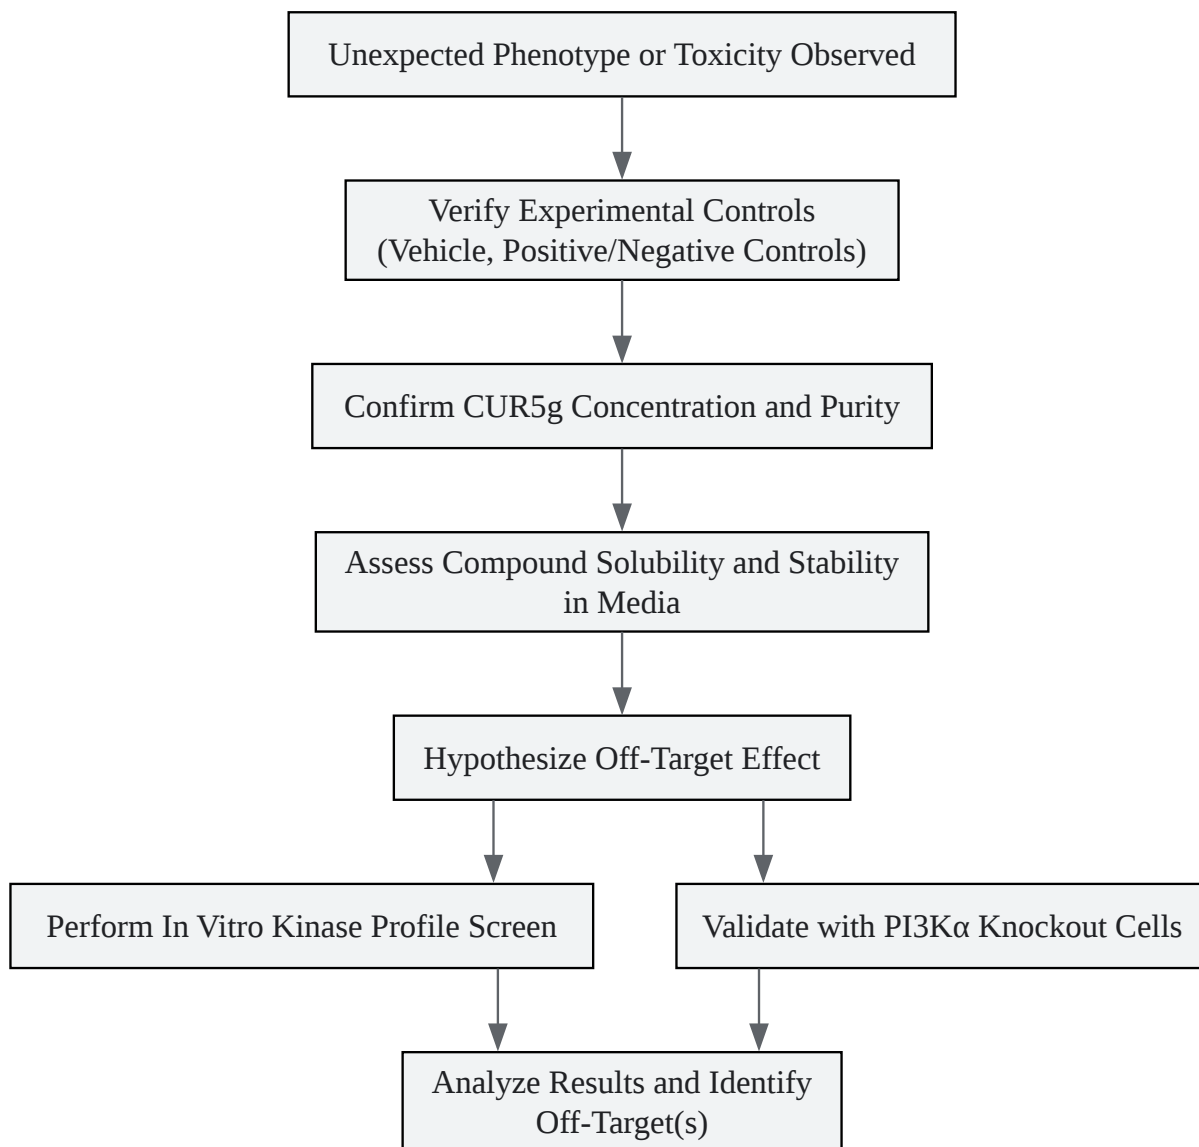 Unexpected Phenotype or Toxicity Observed
Verify Experimental Controls
(Vehicle, Positive/Negative Controls)
Confirm CUR5g Concentration and Purity
Assess Compound Solubility and Stability
in Media
Hypothesize Off-Target Effect
Perform In Vitro Kinase Profile Screen
Validate with PI3Kα Knockout Cells
Analyze Results and Identify
Off-Target(s)